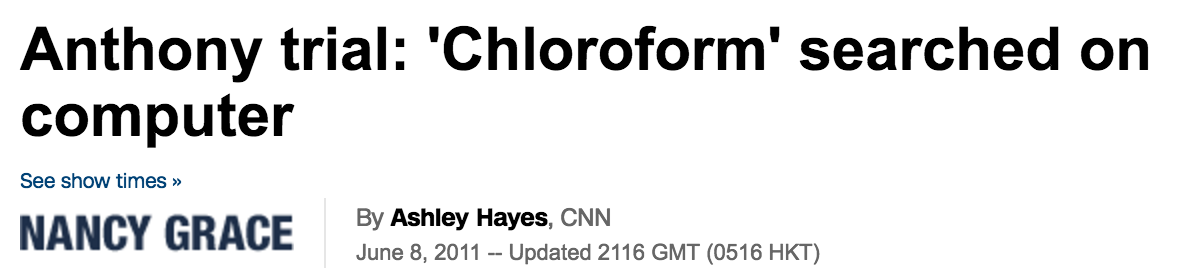 Anthony trial: 'Chloroform' searched on
computer
See show times »
NANCY GRACE
By Ashley Hayes, CNN
June 8, 2011 -- Updated 2116 GMT (0516 HKT)